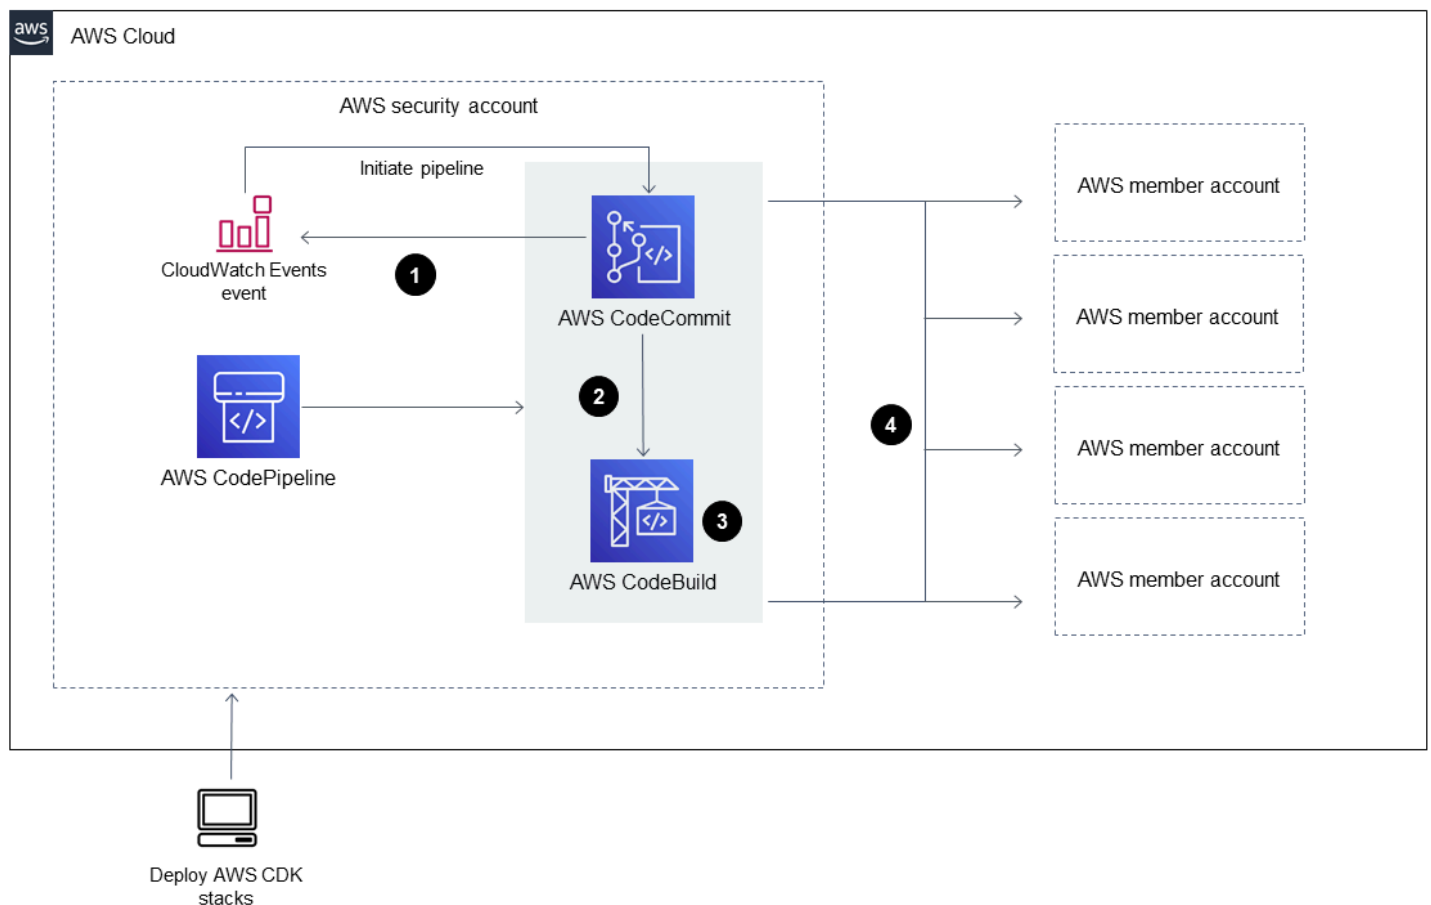 aws
AWS Cloud
AWS security account
Initiate pipeline
CloudWatch Events
event
1
AWS CodeCommit
2
AWS CodePipeline
</>
</>
</>
3
AWS CodeBuild
4
AWS member account
AWS member account
AWS member account
AWS member account
Deploy AWS CDK
stacks